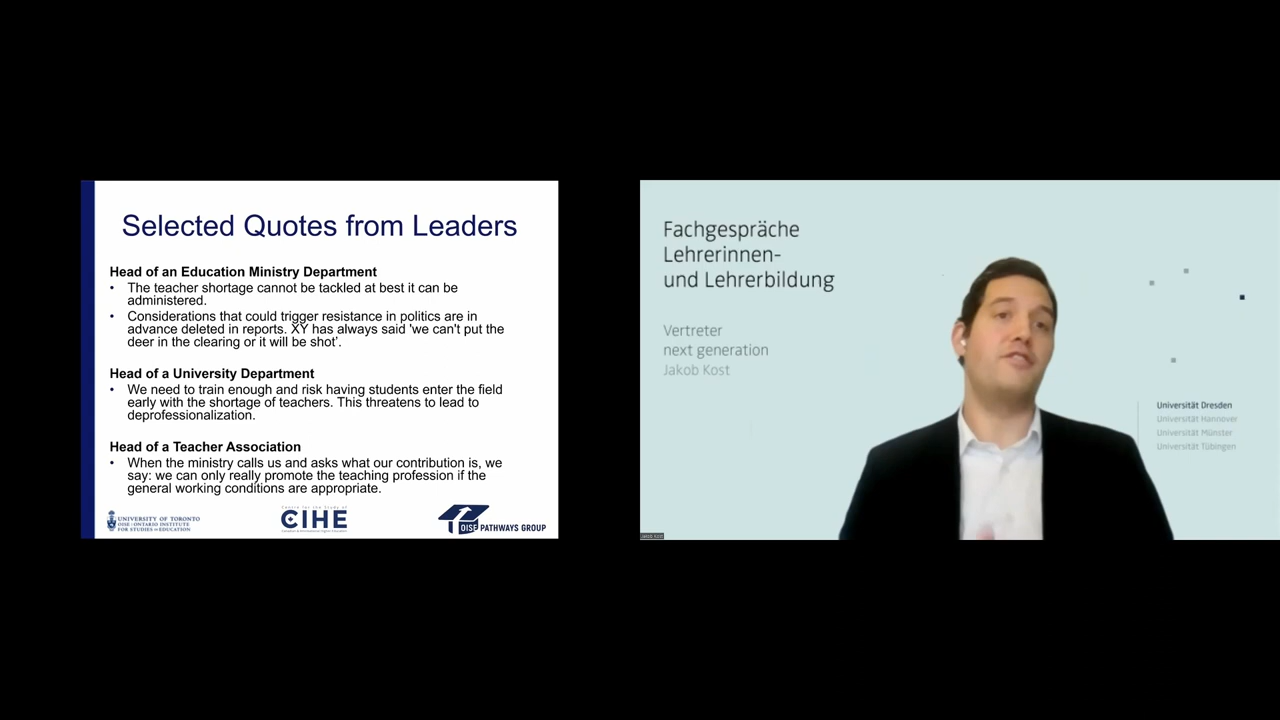 Selected Quotes from Leaders
Head of an Education Ministry Department
• The teacher shortage cannot be tackled at best it can be
administered.
• Considerations that could trigger resistance in politics are in
advance deleted in reports. XY has always said 'we can't put the
deer in the clearing or it will be shot'.
Head of a University Department
• We need to train enough and risk having students enter the field
early with the shortage of teachers. This threatens to lead to
deprofessionalization.
Head of a Teacher Association
• When the ministry calls us and asks what our contribution is, we
say: we can only really promote the teaching profession if the
general working conditions are appropriate.
UNIVERSITY OF TORONTO
OISE | ONTARIO INSTITUTE
FOR STUDIES IN EDUCATION
Centre for the Study of
CIHE
OISE PATHWAYS GROUP
Fachgespräche
Lehrerinnen-
und Lehrerbildung
Vertreter
next generation
Jakob Kost
Universität Dresden
Universität Hannover
Universität Münster
Universität Tübingen
Jakob Kost